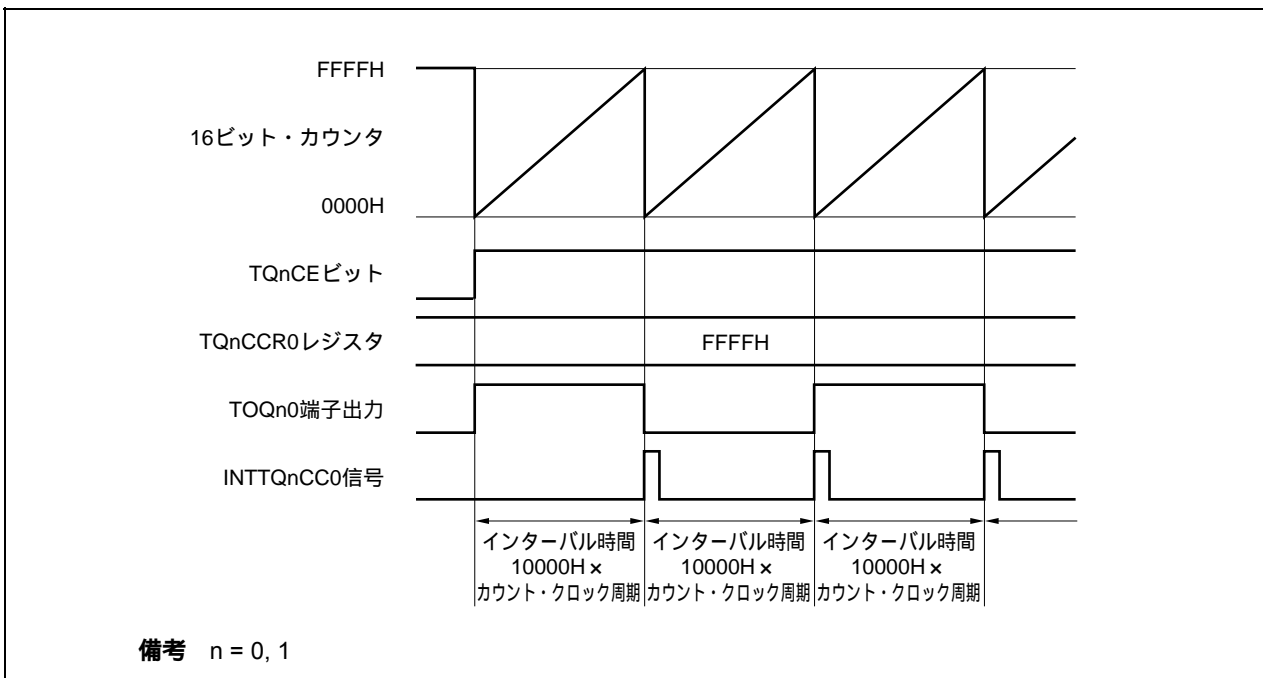 FFFFH
16ビット・カウンタ
0000H
TQnCEビット
TQnCCR0レジスタ
FFFFH
TOQn0端子出力
INTTQnCC0信号
インターバル時間
10000H ×
カウント・クロック周期
インターバル時間
10000H ×
カウント・クロック周期
インターバル時間
10000H ×
カウント・クロック周期
備考 n = 0, 1